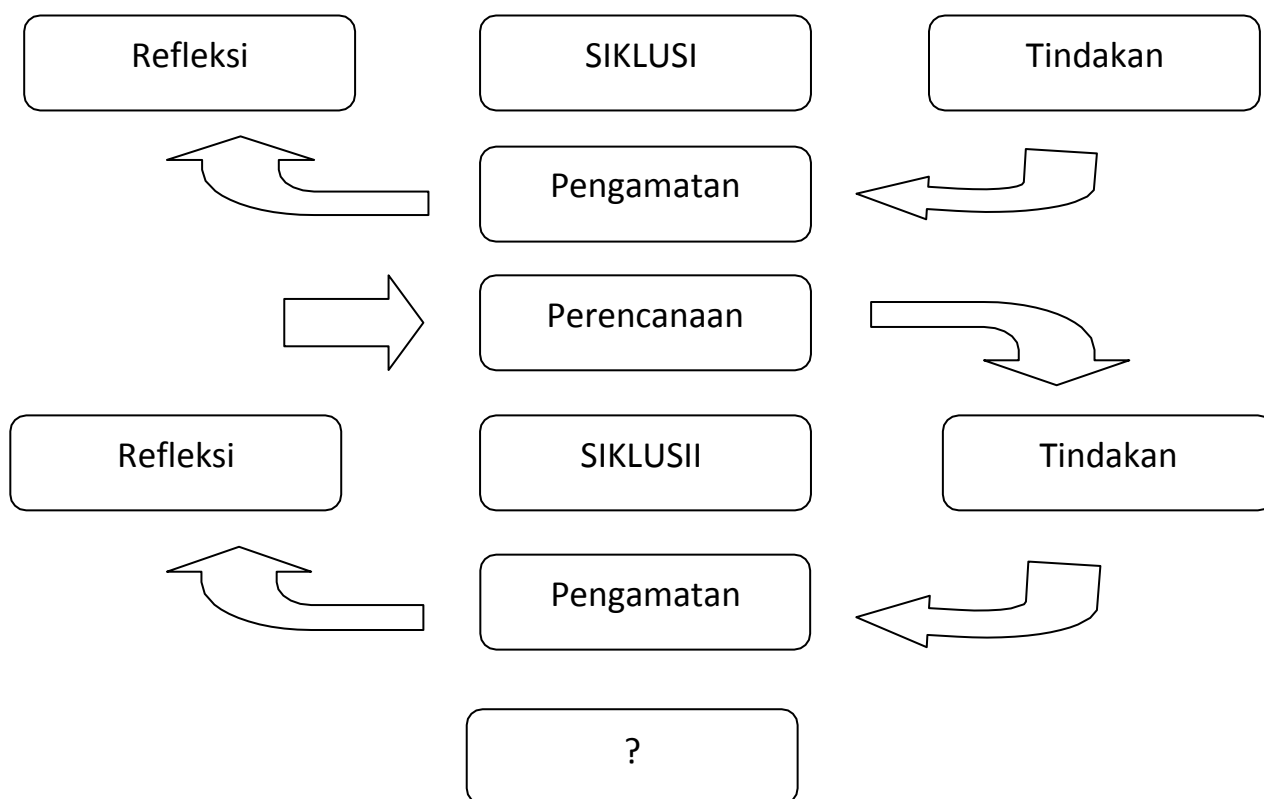 Refleksi
SIKLUSI
Tindakan
Pengamatan
Perencanaan
Refleksi
SIKLUSII
Tindakan
Pengamatan
?